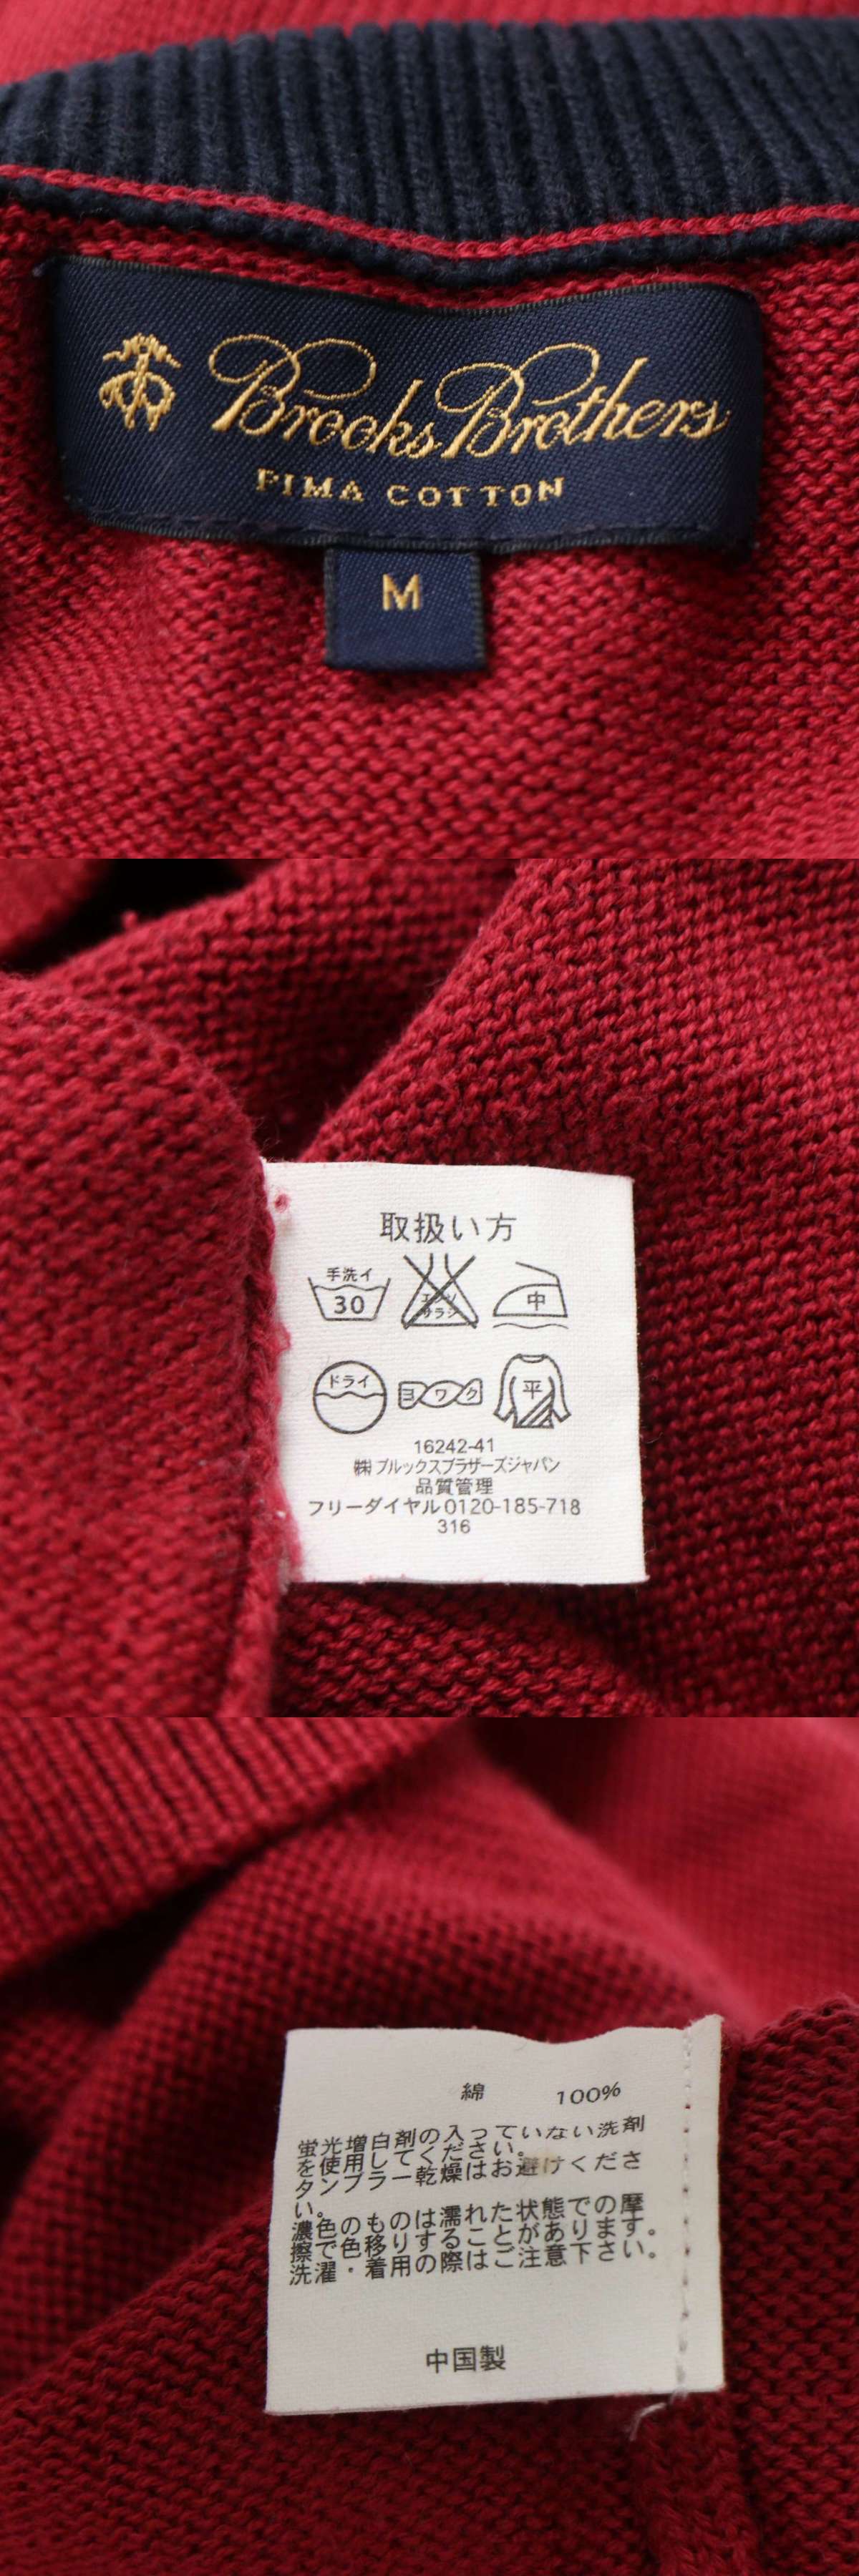 Brooks Brothers
PIMA COTTON
M
取扱い方
手洗イ
30
エンソ
サラシ
中
ドライ
ヨワク
平
16242-41
㈱ブルックスブラザーズジャパン
品質管理
フリーダイヤル0120-185-718
316
綿 100%
蛍光増白剤の入っていない洗剤
を使用してください。
タンブラー乾燥はお避けくださ
い。
濃色のものは濡れた状態での摩
擦で色移りすることがあります。
洗濯・着用の際はご注意下さい。
中国製